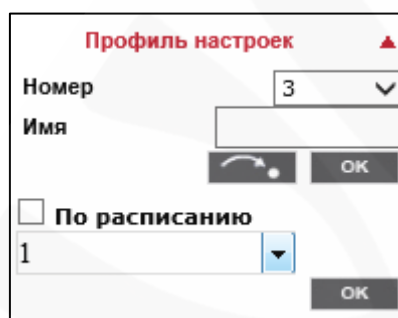 Профиль настроек
Номер 3
Имя
OK
По расписанию
1
OK